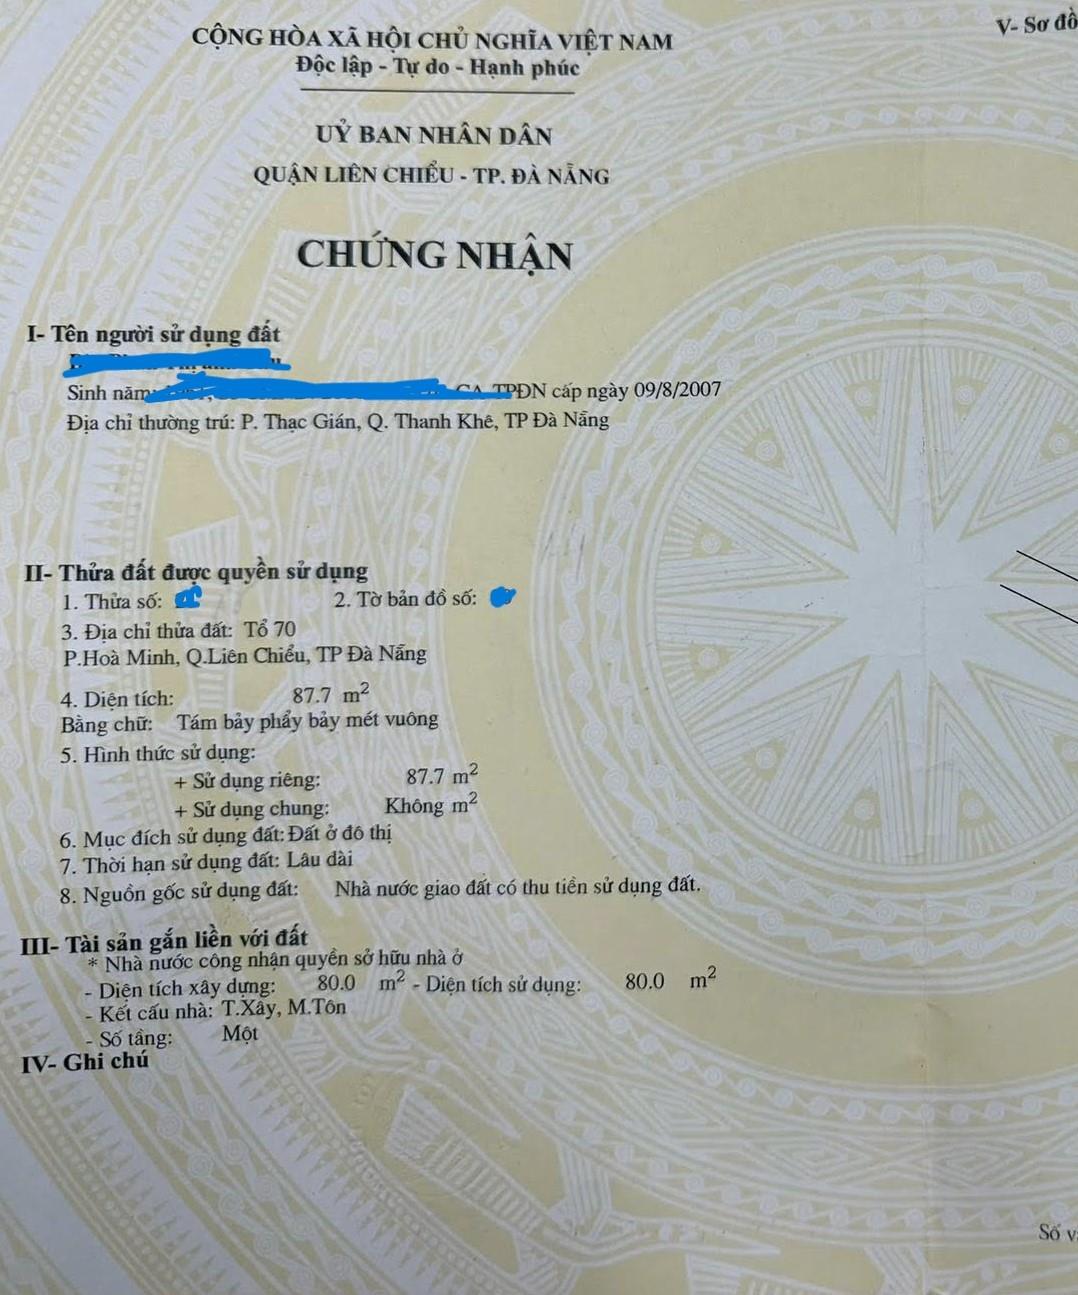 CỘNG HÒA XÃ HỘI CHỦ NGHĨA VIỆT NAM
V- Sơ đồ
Độc lập - Tự do - Hạnh phúc
UỶ BAN NHÂN DÂN
QUẬN LIÊN CHIỂU - TP. ĐÀ NẴNG
CHỨNG NHẬN
I- Tên người sử dụng đất
Sinh năm: CA. TPĐN cấp ngày 09/8/2007
Địa chỉ thường trú: P. Thạc Gián, Q. Thanh Khê, TP Đà Nẵng
II- Thửa đất được quyền sử dụng
1. Thửa số: 2. Tờ bản đồ số:
3. Địa chỉ thửa đất: Tổ 70
P.Hoà Minh, Q.Liên Chiểu, TP Đà Nẵng
4. Diện tích: 87.7 m²
Bằng chữ: Tám bảy phẩy bảy mét vuông
5. Hình thức sử dụng:
+ Sử dụng riêng: 87.7 m²
+ Sử dụng chung: Không m²
6. Mục đích sử dụng đất: Đất ở đô thị
7. Thời hạn sử dụng đất: Lâu dài
8. Nguồn gốc sử dụng đất: Nhà nước giao đất có thu tiền sử dụng đất.
III- Tài sản gắn liền với đất
* Nhà nước công nhận quyền sở hữu nhà ở
- Diện tích xây dựng: 80.0 m² - Diện tích sử dụng: 80.0 m²
- Kết cấu nhà: T.Xây, M.Tôn
- Số tầng: Một
IV- Ghi chú
Số v